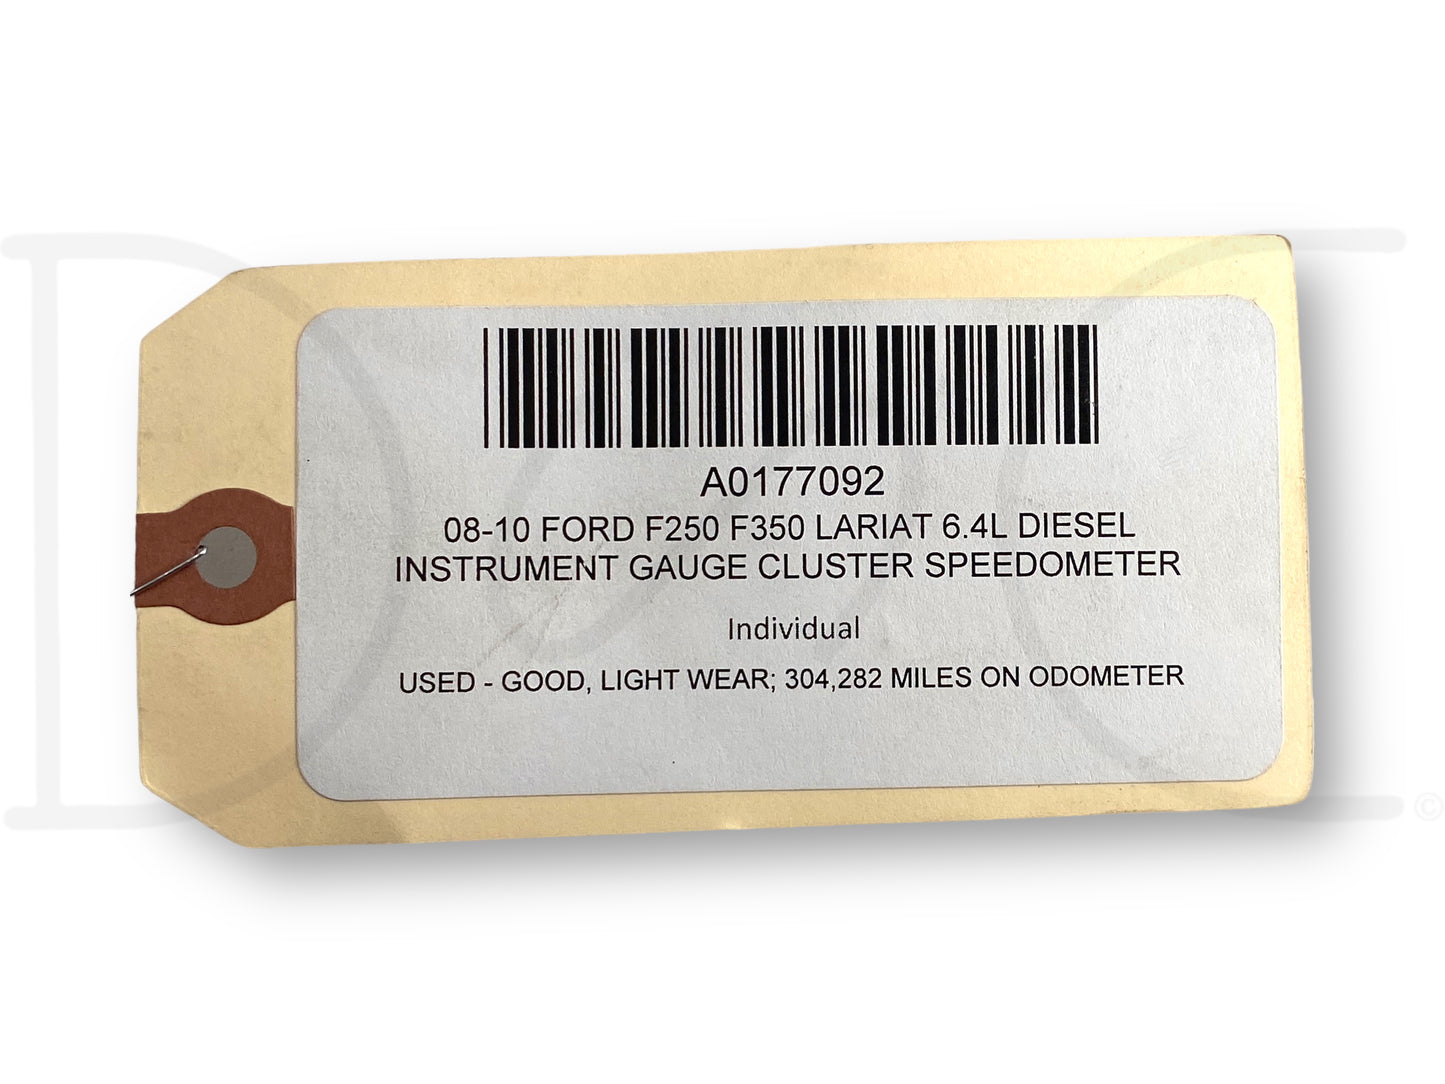 A0177092
08-10 FORD F250 F350 LARIAT 6.4L DIESEL
INSTRUMENT GAUGE CLUSTER SPEEDOMETER
Individual
USED - GOOD, LIGHT WEAR; 304,282 MILES ON ODOMETER